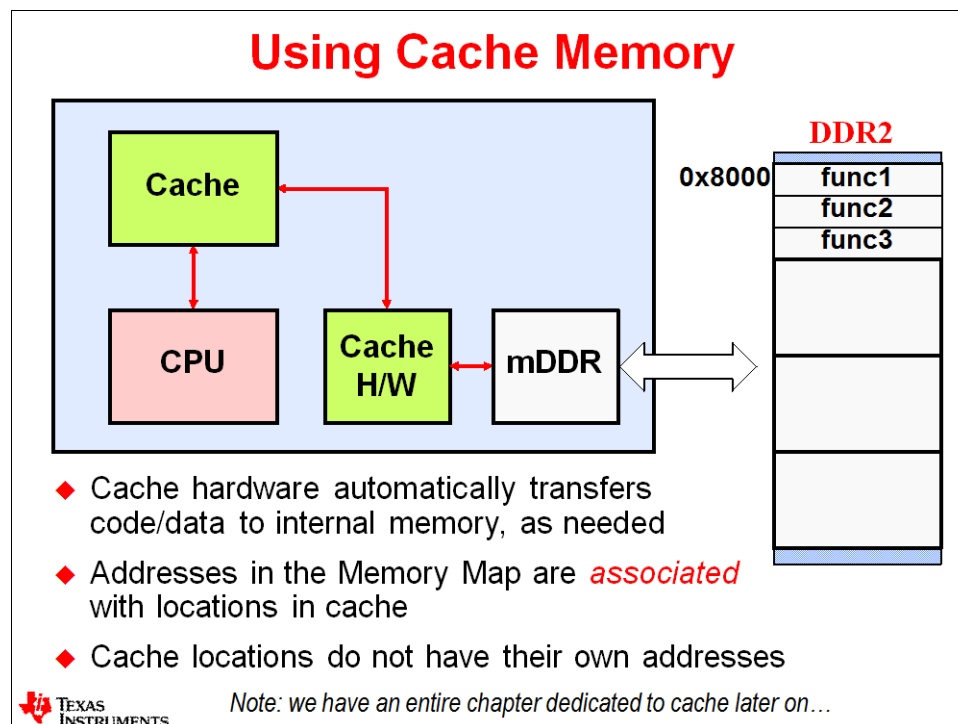 Using Cache Memory
DDR2
Cache
0x8000
func1
func2
func3
CPU
Cache
H/W
mDDR
Cache hardware automatically transfers
code/data to internal memory, as needed
Addresses in the Memory Map are associated
with locations in cache
Cache locations do not have their own addresses
TEXAS
INSTRUMENTS
Note: we have an entire chapter dedicated to cache later on…